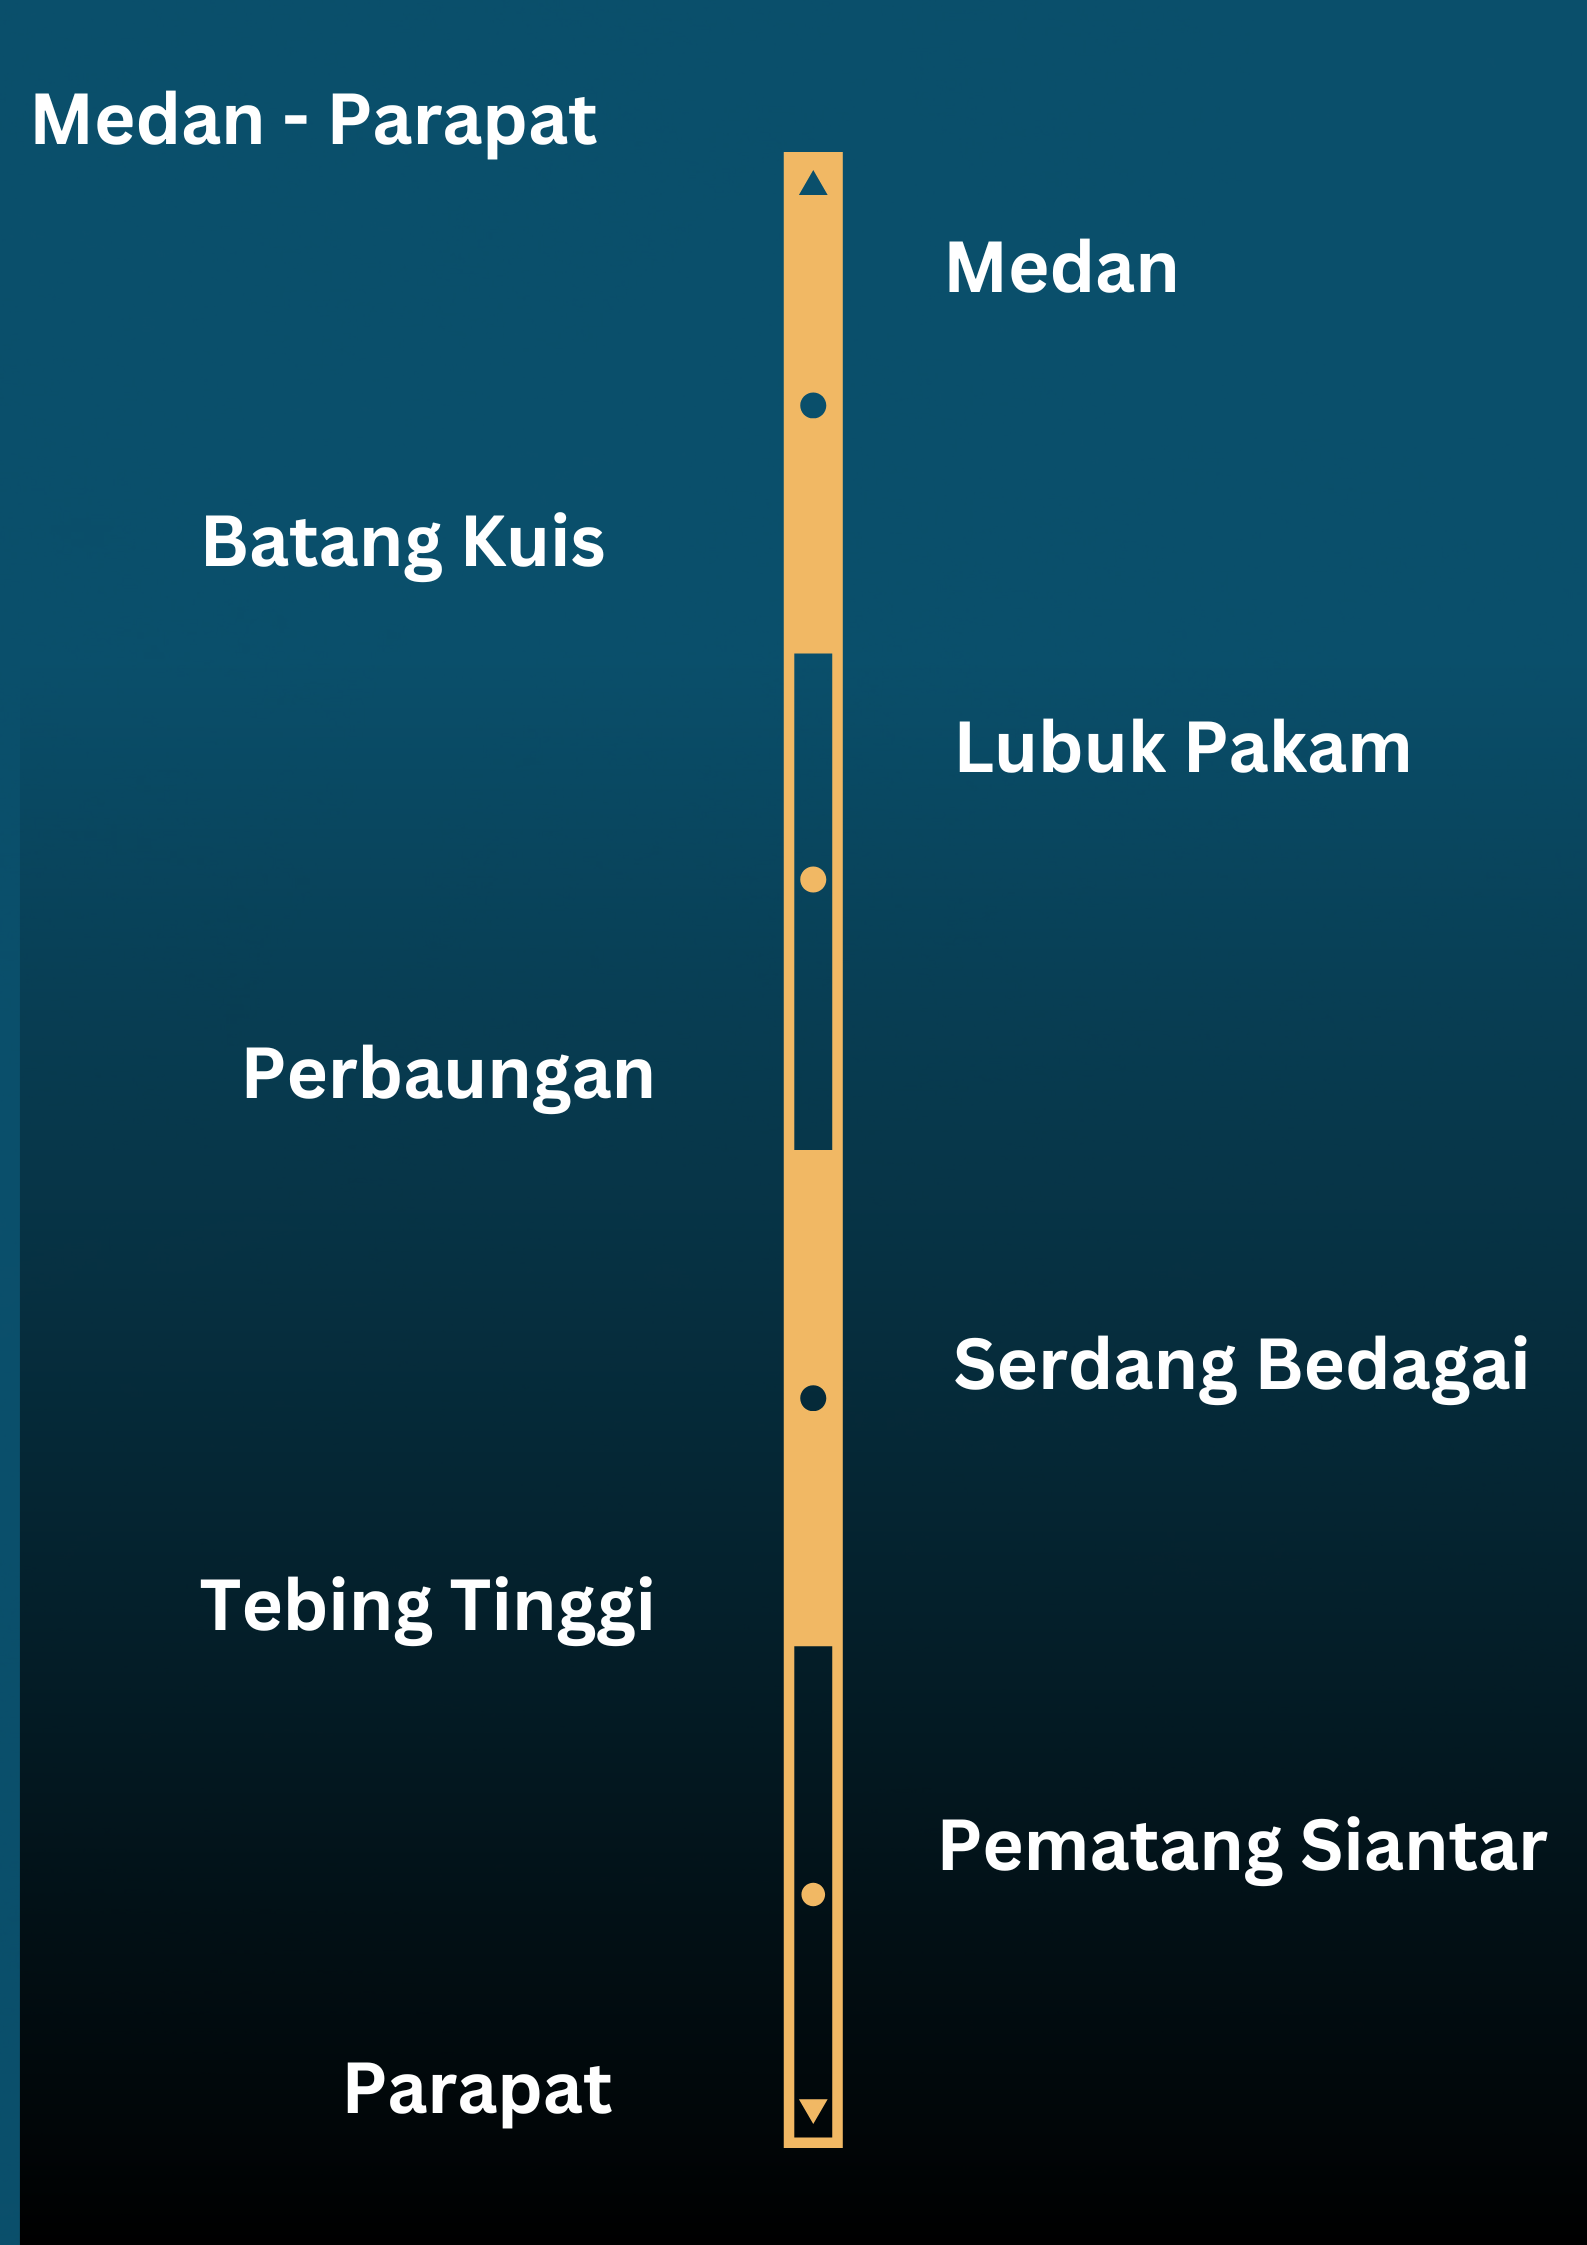 Medan - Parapat
Medan
Batang Kuis
Lubuk Pakam
Perbaungan
Serdang Bedagai
Tebing Tinggi
Pematang Siantar
Parapat